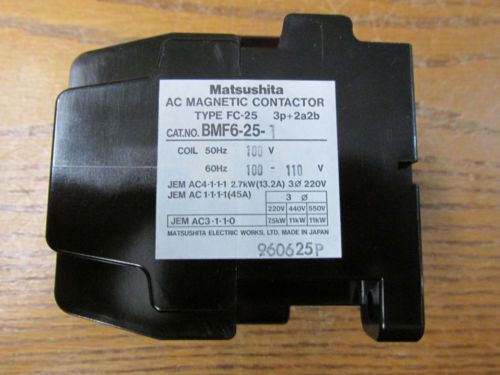 Matsushita
AC MAGNETIC CONTACTOR
TYPE FC-25 3p+2a2b
CAT.NO. BMF6-25-1
COIL 50Hz 100 V
60Hz 100 - 110 V
JEM AC4·1·1·1 2.7kW(13.2A) 3Ø 220V
JEM AC1·1·1·1(45A) 3 Ø
220V 440V 550V
JEM AC3·1·1·0 7.5kW 11kW 11kW
MATSUSHITA ELECTRIC WORKS, LTD. MADE IN JAPAN
960625P